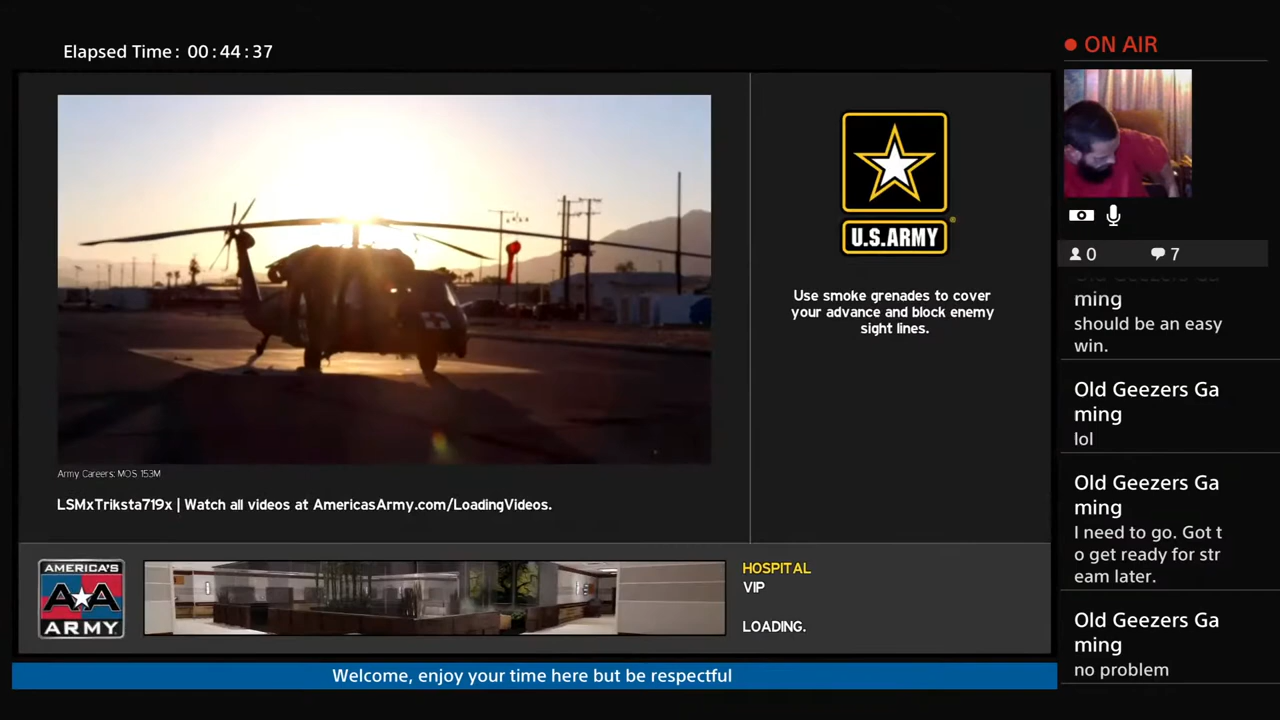 Elapsed Time: 00:44:37
ON AIR
U.S.ARMY
Use smoke grenades to cover
your advance and block enemy
sight lines.
Army Careers: MOS 153M
LSMxTriksta719x | Watch all videos at AmericasArmy.com/LoadingVideos.
AMERICA'S
AA
ARMY
HOSPITAL
VIP
LOADING.
Welcome, enjoy your time here but be respectful
0
7
Old Geezers Ga
ming
should be an easy
win.
Old Geezers Ga
ming
lol
Old Geezers Ga
ming
I need to go. Got t
o get ready for str
eam later.
Old Geezers Ga
ming
no problem